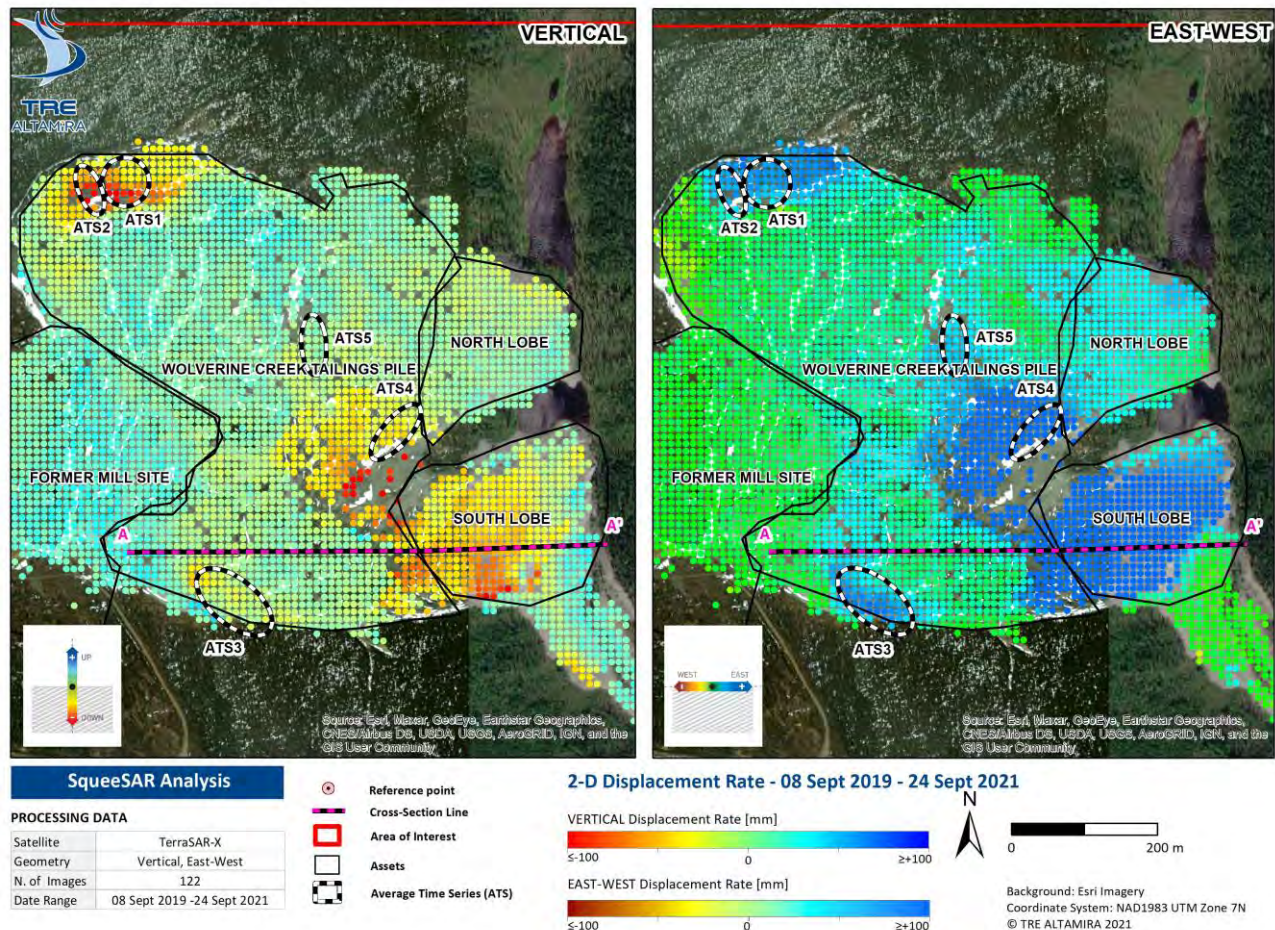 TRE
ALTAMIRA
VERTICAL
ATS2
ATS1
ATS5
NORTH LOBE
WOLVERINE CREEK TAILINGS PILE
ATS4
FORMER MILL SITE
SOUTH LOBE
A
A'
ATS3
UP
DOWN
Source: Esri, Maxar, GeoEye, Earthstar Geographics,
CNES/Airbus DS, USDA, USGS, AeroGRID, IGN, and the
GIS User Community
EAST-WEST
ATS2
ATS1
ATS5
NORTH LOBE
WOLVERINE CREEK TAILINGS PILE
ATS4
FORMER MILL SITE
SOUTH LOBE
A
A'
ATS3
WEST
EAST
Source: Esri, Maxar, GeoEye, Earthstar Geographics,
CNES/Airbus DS, USDA, USGS, AeroGRID, IGN, and the
GIS User Community
SqueeSAR Analysis
PROCESSING DATA
Satellite TerraSAR-X
Geometry Vertical, East-West
N. of Images 122
Date Range 08 Sept 2019 -24 Sept 2021
Reference point
Cross-Section Line
Area of Interest
Assets
Average Time Series (ATS)
2-D Displacement Rate - 08 Sept 2019 - 24 Sept 2021
VERTICAL Displacement Rate [mm]
≤-100 0 ≥+100
EAST-WEST Displacement Rate [mm]
≤-100 0 ≥+100
N
0 200 m
Background: Esri Imagery
Coordinate System: NAD1983 UTM Zone 7N
© TRE ALTAMIRA 2021